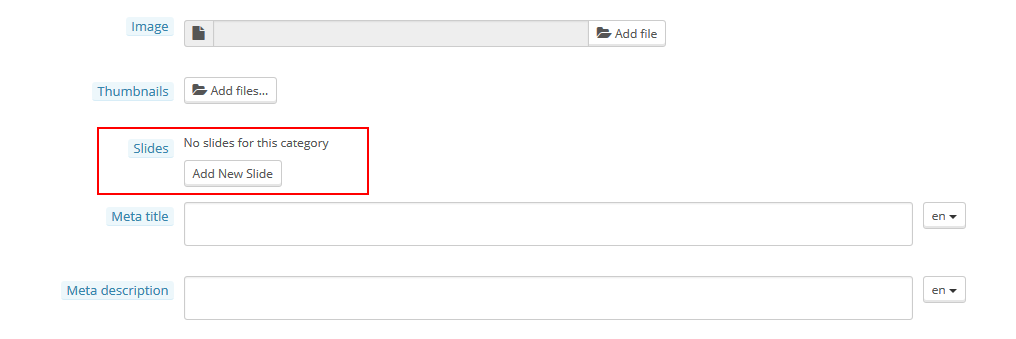 Image
Add file
Thumbnails
Add files...
Slides
No slides for this category
Add New Slide
Meta title
en
Meta description
en